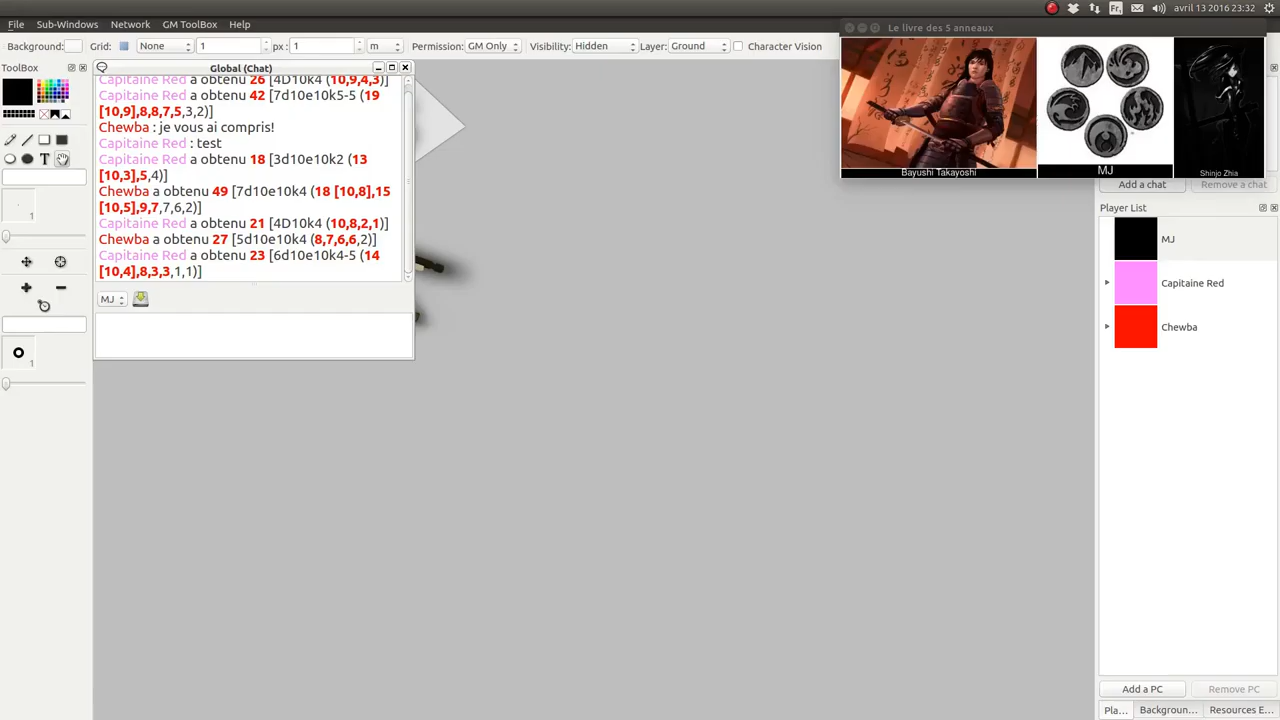 Fr₁ avril 13 2016 23:32
File Sub-Windows Network GM ToolBox Help
Le livre des 5 anneaux
Background: Grid: None 1 px : 1 m Permission: GM Only Visibility: Hidden Layer: Ground Character Vision
ToolBox
Global (Chat)
Capitaine Red a obtenu 26 [4D10k4 (10,9,4,3)]
Capitaine Red a obtenu 42 [7d10e10k5-5 (19
[10,9],8,8,7,5,3,2)]
Chewba : je vous ai compris!
Capitaine Red : test
Capitaine Red a obtenu 18 [3d10e10k2 (13
[10,3],5,4)]
Chewba a obtenu 49 [7d10e10k4 (18 [10,8],15
[10,5],9,7,7,6,2)]
Capitaine Red a obtenu 21 [4D10k4 (10,8,2,1)]
Chewba a obtenu 27 [5d10e10k4 (8,7,6,6,2)]
Capitaine Red a obtenu 23 [6d10e10k4-5 (14
[10,4],8,3,3,1,1)]
MJ
1
1
Bayushi Takayoshi
MJ
Shinjo Zhia
Add a chat Remove a chat
Player List
MJ
Capitaine Red
Chewba
Add a PC Remove PC
Pla... Backgroun... Resources E...